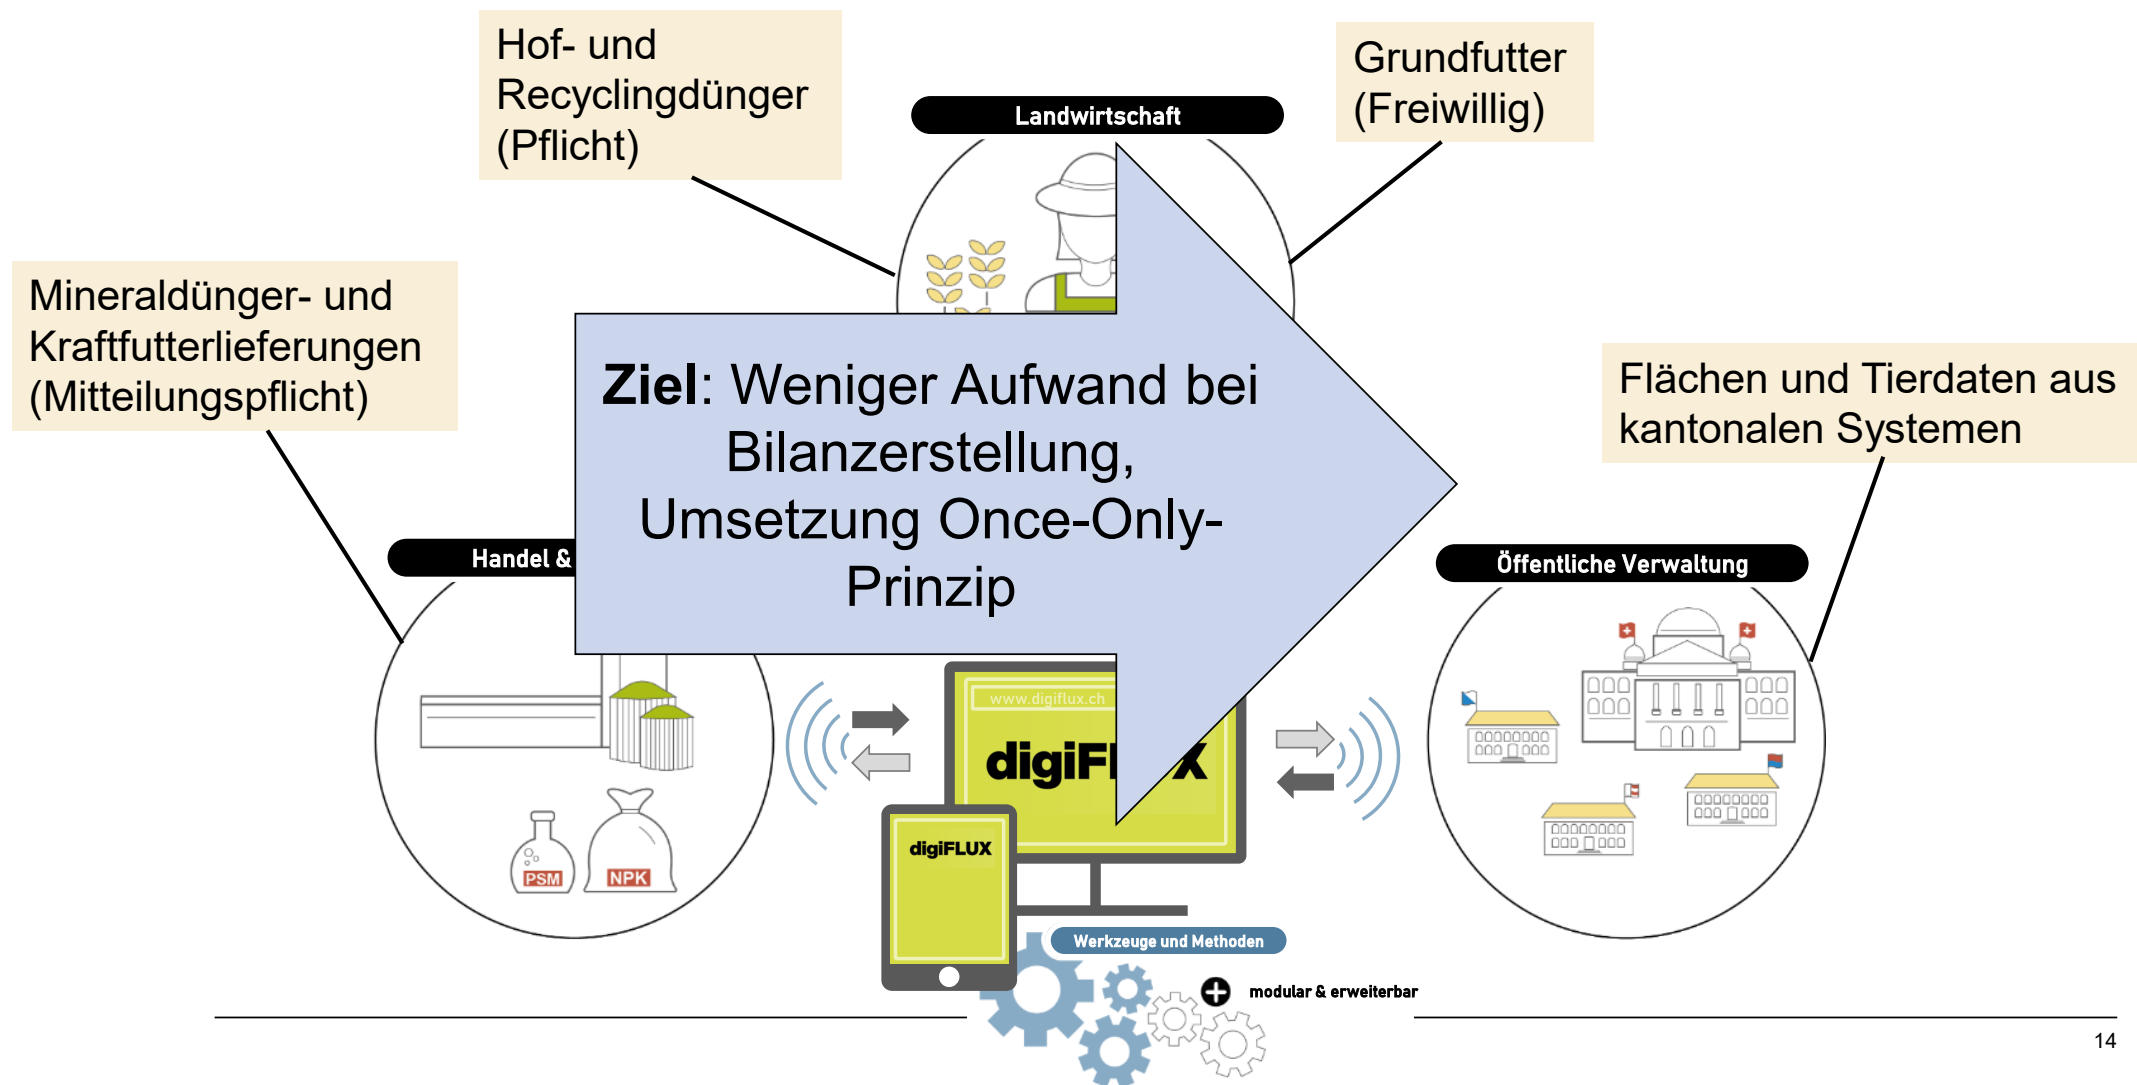 Hof- und
Recyclingdünger
(Pflicht)
Grundfutter
(Freiwillig)
Landwirtschaft
Mineraldünger- und
Kraftfutterlieferungen
(Mitteilungspflicht)
Ziel: Weniger Aufwand bei
Bilanzerstellung,
Umsetzung Once-Only-
Prinzip
Flächen und Tierdaten aus
kantonalen Systemen
Handel &
Öffentliche Verwaltung
www.digiflux.ch
digiFLUX
digiFLUX
PSM
NPK
Werkzeuge und Methoden
modular & erweiterbar
14